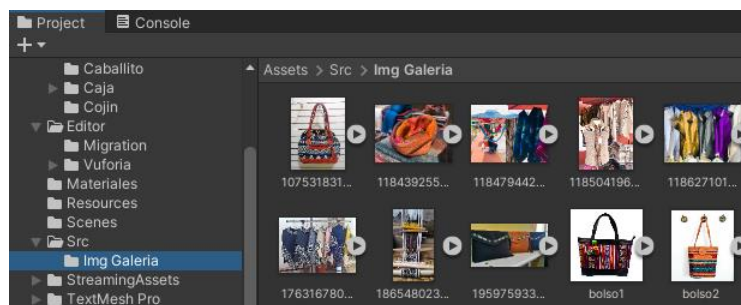 Project
Console
Caballito
Caja
Cojin
Editor
Migration
Vuforia
Materiales
Resources
Scenes
Src
Img Galeria
StreamingAssets
TextMesh Pro
Assets > Src > Img Galeria
107531831...
118439255...
118479442...
118504196...
118627101...
176316780...
186548023...
195975933...
bolso1
bolso2